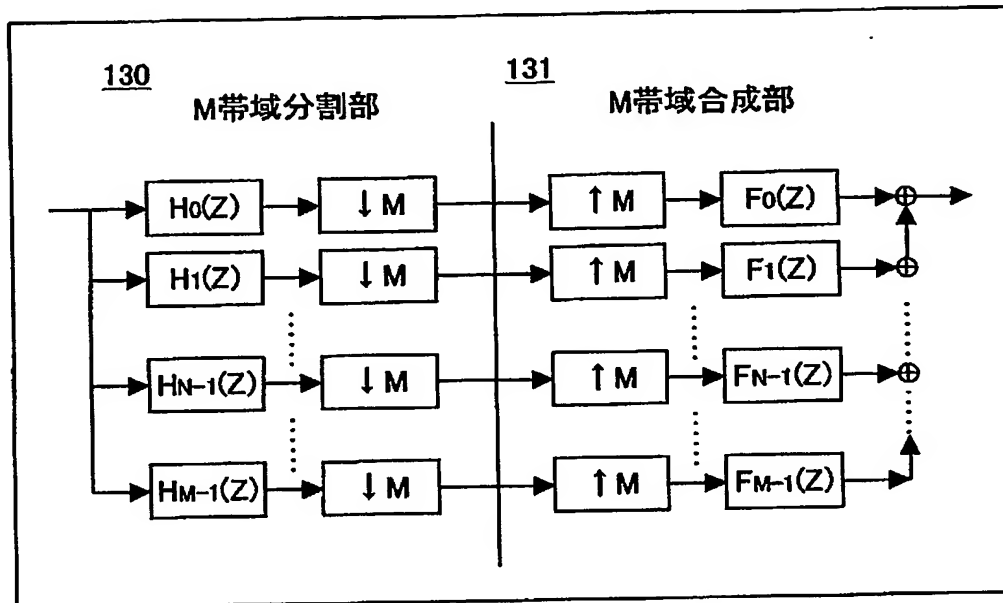 130
M帯域分割部
131
M帯域合成部
H0(Z) ↓M ↑M F0(Z)
H1(Z) ↓M ↑M F1(Z)
HN-1(Z) ↓M ↑M FN-1(Z)
HM-1(Z) ↓M ↑M FM-1(Z)